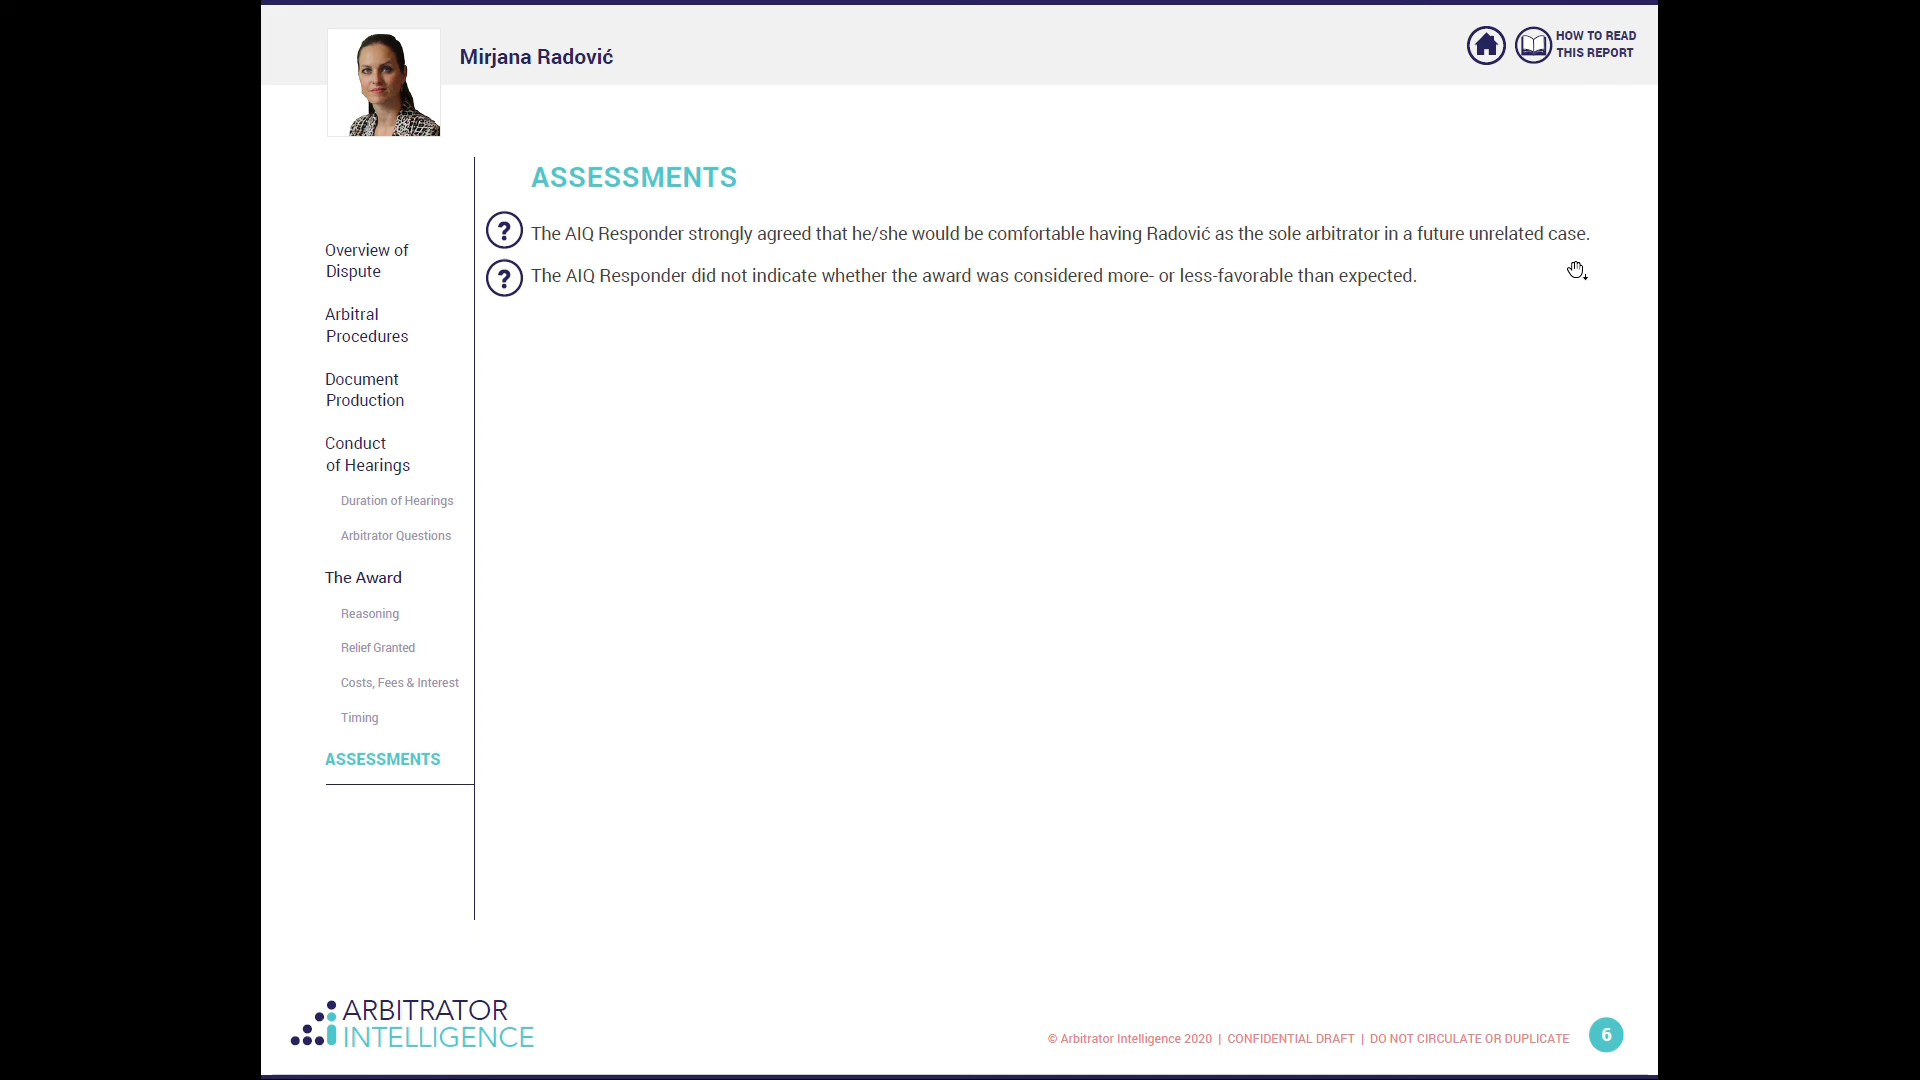 Mirjana Radović
HOW TO READ
THIS REPORT
ASSESSMENTS
? The AIQ Responder strongly agreed that he/she would be comfortable having Radović as the sole arbitrator in a future unrelated case.
? The AIQ Responder did not indicate whether the award was considered more- or less-favorable than expected.
Overview of
Dispute
Arbitral
Procedures
Document
Production
Conduct
of Hearings
Duration of Hearings
Arbitrator Questions
The Award
Reasoning
Relief Granted
Costs, Fees & Interest
Timing
ASSESSMENTS
ARBITRATOR
INTELLIGENCE
© Arbitrator Intelligence 2020 | CONFIDENTIAL DRAFT | DO NOT CIRCULATE OR DUPLICATE
6